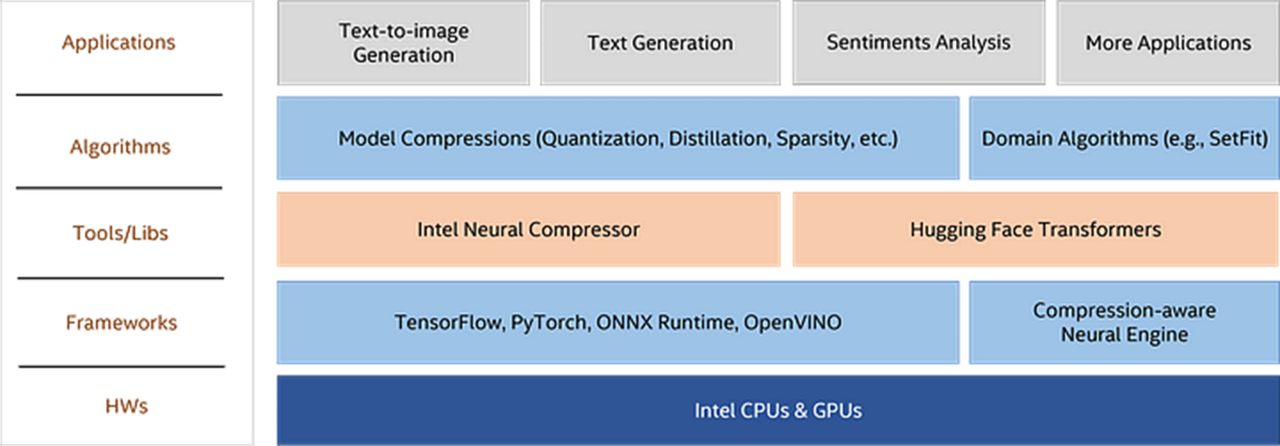 Applications
Text-to-image
Generation
Text Generation
Sentiments Analysis
More Applications
Algorithms
Model Compressions (Quantization, Distillation, Sparsity, etc.)
Domain Algorithms (e.g., SetFit)
Tools/Libs
Intel Neural Compressor
Hugging Face Transformers
Frameworks
TensorFlow, PyTorch, ONNX Runtime, OpenVINO
Compression-aware
Neural Engine
HWs
Intel CPUs & GPUs